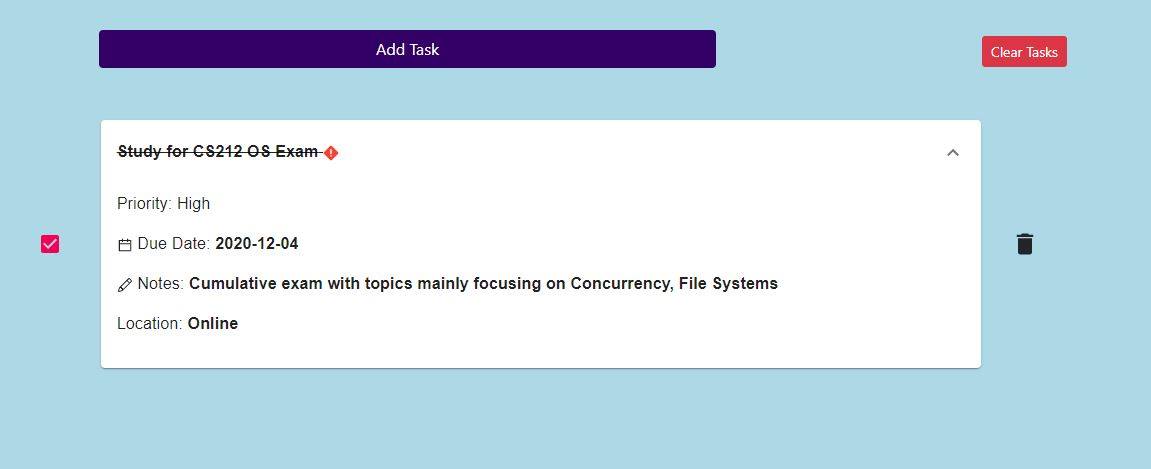 Add Task
Clear Tasks
Study for CS212 OS Exam
Priority: High
Due Date: 2020-12-04
Notes: Cumulative exam with topics mainly focusing on Concurrency, File Systems
Location: Online